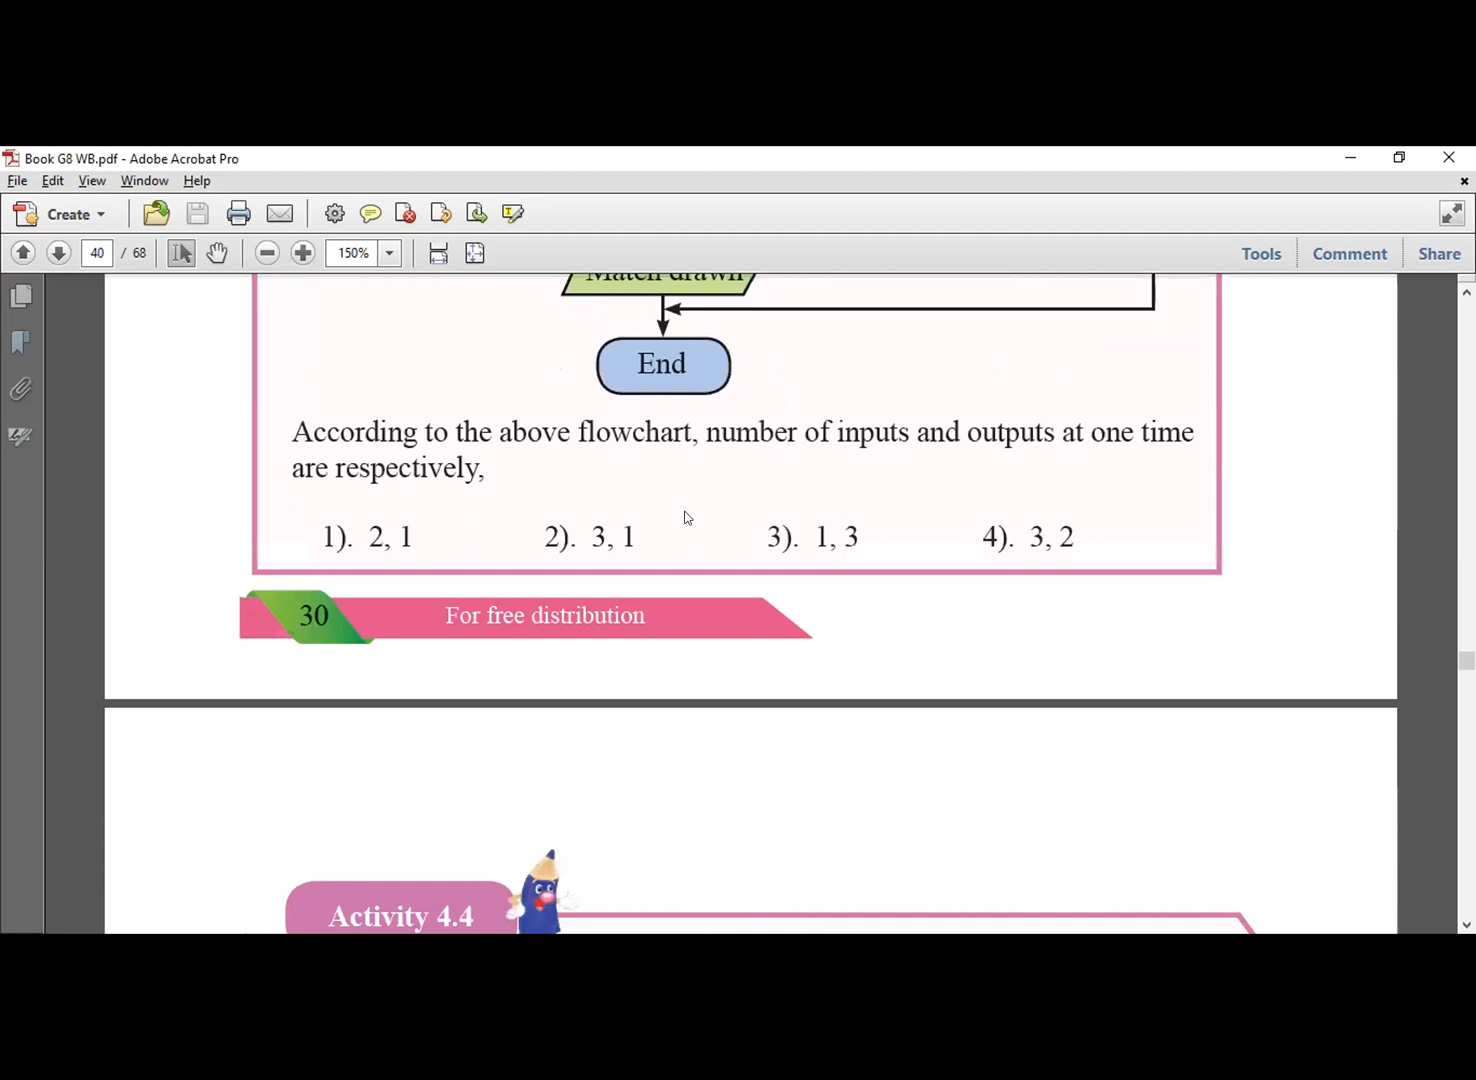 Book G8 WB.pdf - Adobe Acrobat Pro
File Edit View Window Help
Create
40 / 68 150% Tools Comment Share
Match drawn
End
According to the above flowchart, number of inputs and outputs at one time
are respectively,
1). 2, 1 2). 3, 1 3). 1, 3 4). 3, 2
30 For free distribution
Activity 4.4